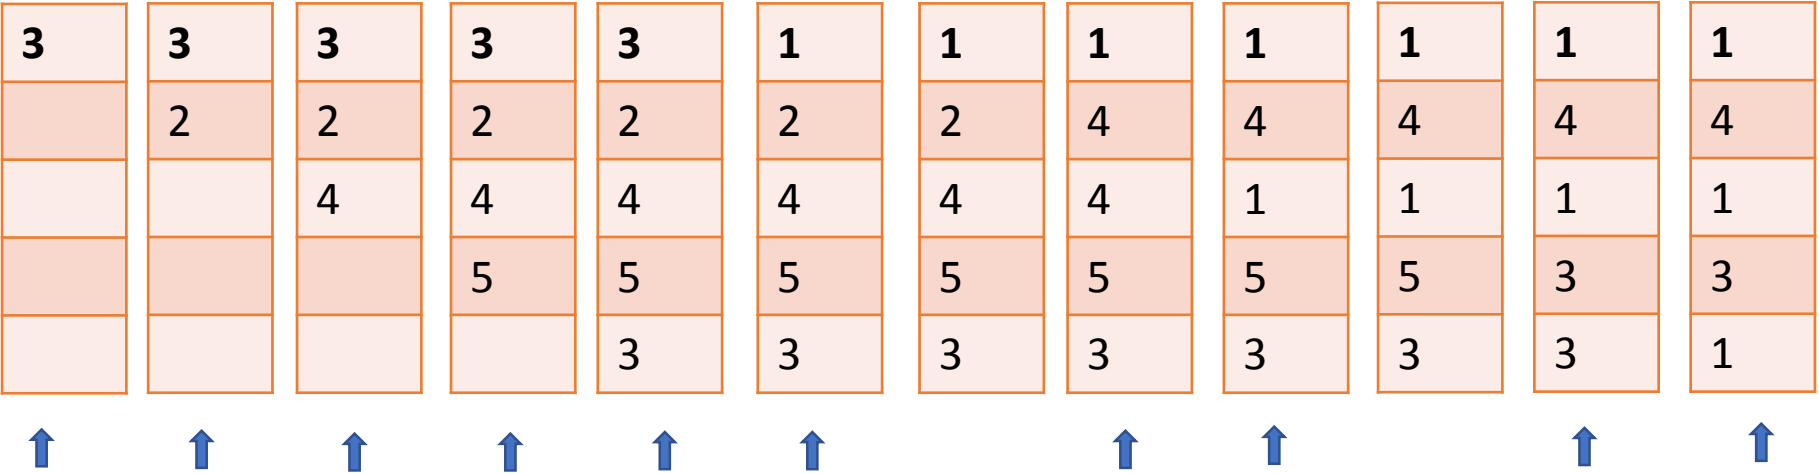 3 3 3 3 3 1 1 1 1 1 1 1
2 2 2 2 2 2 4 4 4 4 4
4 4 4 4 4 4 1 1 1 1
5 5 5 5 5 5 5 3 3
3 3 3 3 3 3 3 1